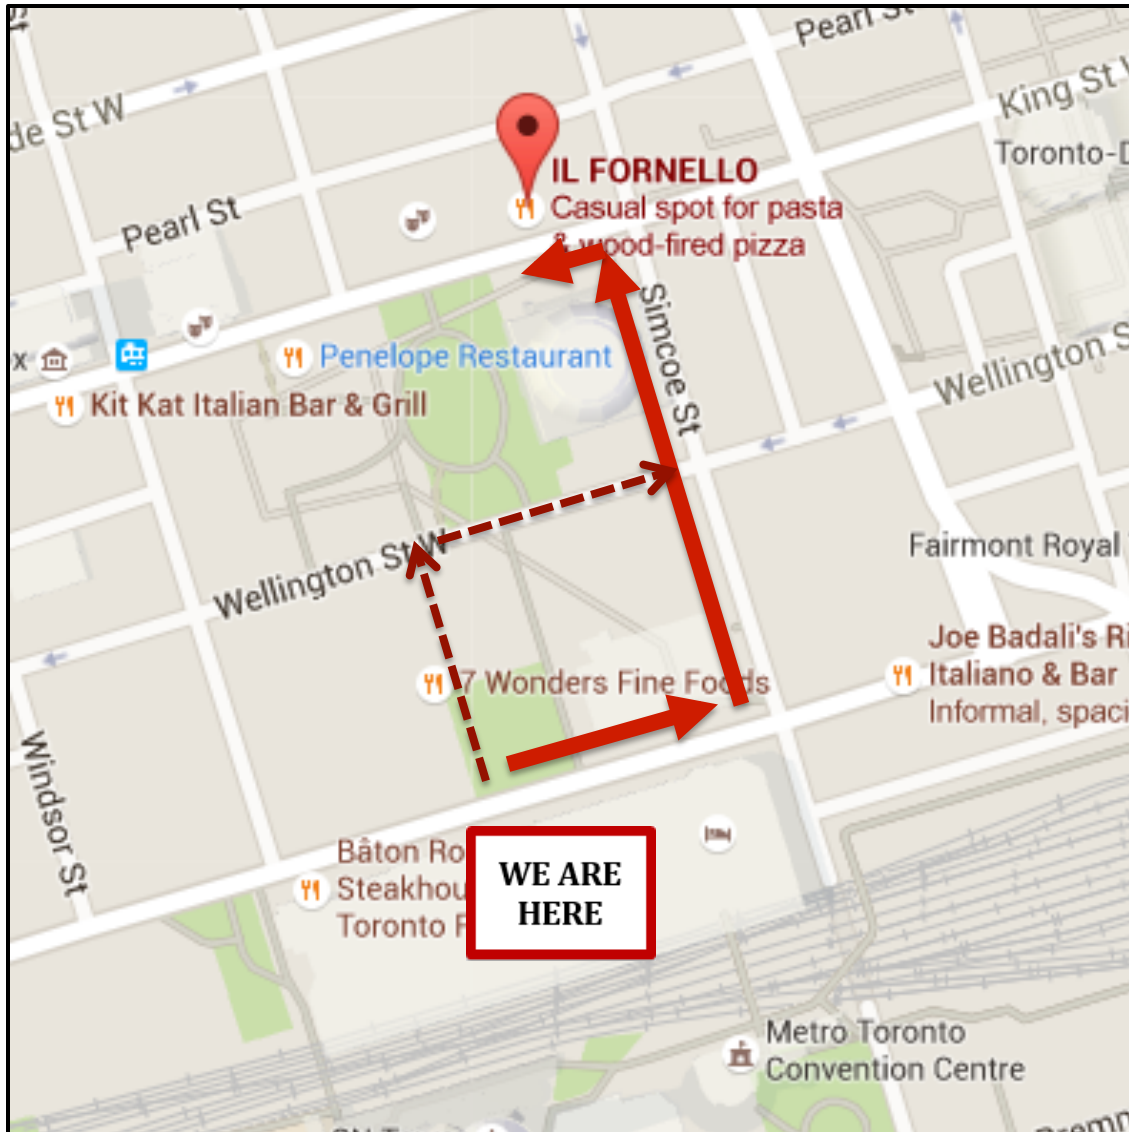 St
Pearl St
de St W
King St W
Toronto-D
IL FORNELLO
Casual spot for pasta
& wood-fired pizza
Pearl St
Simcoe St
Wellington S
x
Penelope Restaurant
Kit Kat Italian Bar & Grill
Wellington St W
Fairmont Royal
7 Wonders Fine Foods
Joe Badali's Ri
Italiano & Bar
Informal, spaci
Windsor St
Bâton Ro
Steakhou
Toronto F
WE ARE
HERE
Metro Toronto
Convention Centre